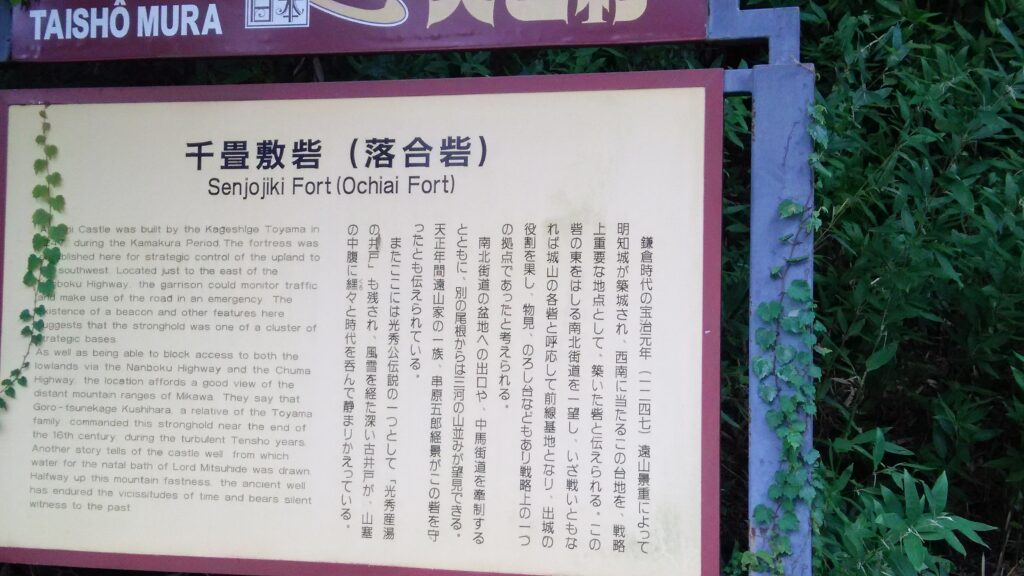 TAISHÔ MURA
日本
大正村
千畳敷砦（落合砦）
Senjojiki Fort(Ochiai Fort)
Castle was built by the Kageshige Toyama in
during the Kamakura Period. The fortress was
established here for strategic control of the upland to
southwest. Located just to the east of the
Nanboku Highway, the garrison could monitor traffic
and make use of the road in an emergency. The
existence of a beacon and other features here
suggests that the stronghold was one of a cluster of
strategic bases.
As well as being able to block access to both the
lowlands via the Nanboku Highway and the Chuma
Highway, the location affords a good view of the
distant mountain ranges of Mikawa. They say that
Goro-tsunekage Kushihara, a relative of the Toyama
family, commanded this stronghold near the end of
the 16th century, during the turbulent Tensho years.
Another story tells of the castle well, from which
water for the natal bath of Lord Mitsuhide was drawn.
Halfway up this mountain fastness, the ancient well
has endured the vicissitudes of time and bears silent
witness to the past.
鎌倉時代の宝治元年（一二四七）遠山景重によって
明知城が築城され、西南に当たるこの台地を、戦略
上重要な地点として、築いた砦と伝えられる。この
砦の東をはしる南北街道を一望し、いざ戦いともな
れば城山の各砦と呼応して前線基地となり、出城の
役割を果し、物見、のろし台などもあり戦略上の一つ
の拠点であったと考えられる。
南北街道の盆地への出口や、中馬街道を牽制する
とともに、別の尾根からは三河の山並みが望見できる。
天正年間遠山家の一族、串原五郎経景がこの砦を守
ったとも伝えられている。
またここには光秀公伝説の一つとして『光秀産湯
の井戸』も残され、風雪を経た深い古井戸が、山塞
の中腹に縷々と時代を呑んで静まりかえっている。